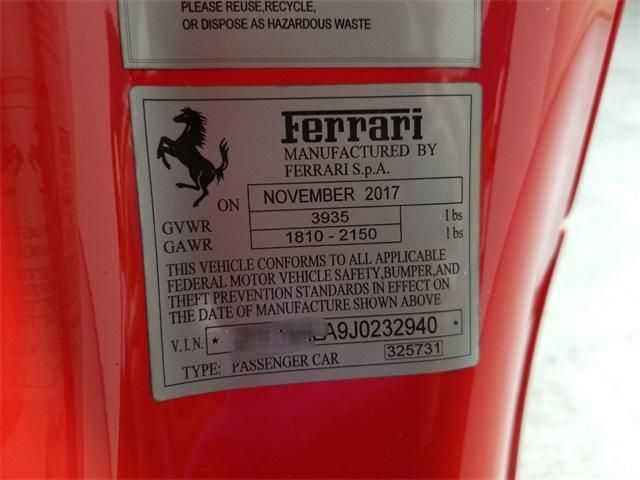 PLEASE REUSE,RECYCLE,
OR DISPOSE AS HAZARDOUS WASTE
Ferrari
MANUFACTURED BY
FERRARI S.p.A.
ON NOVEMBER 2017
GVWR 3935 lbs
GAWR 1810 - 2150 lbs
THIS VEHICLE CONFORMS TO ALL APPLICABLE
FEDERAL MOTOR VEHICLE SAFETY,BUMPER,AND
THEFT PREVENTION STANDARDS IN EFFECT ON
THE DATE OF MANUFACTURE SHOWN ABOVE
V.I.N. * A9J0232940 *
TYPE: PASSENGER CAR 325731